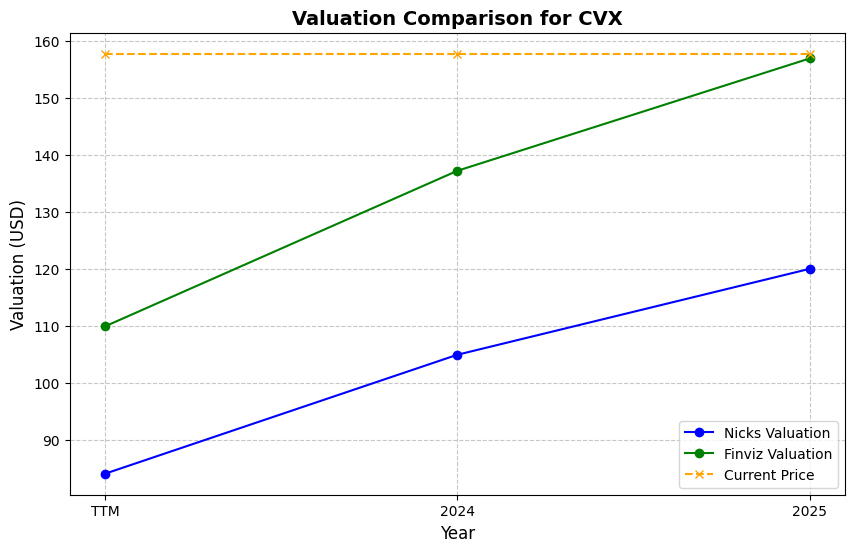 Valuation Comparison for CVX
Valuation (USD)
160
150
140
130
120
110
100
90
TTM
2024
2025
Year
Nicks Valuation
Finviz Valuation
Current Price